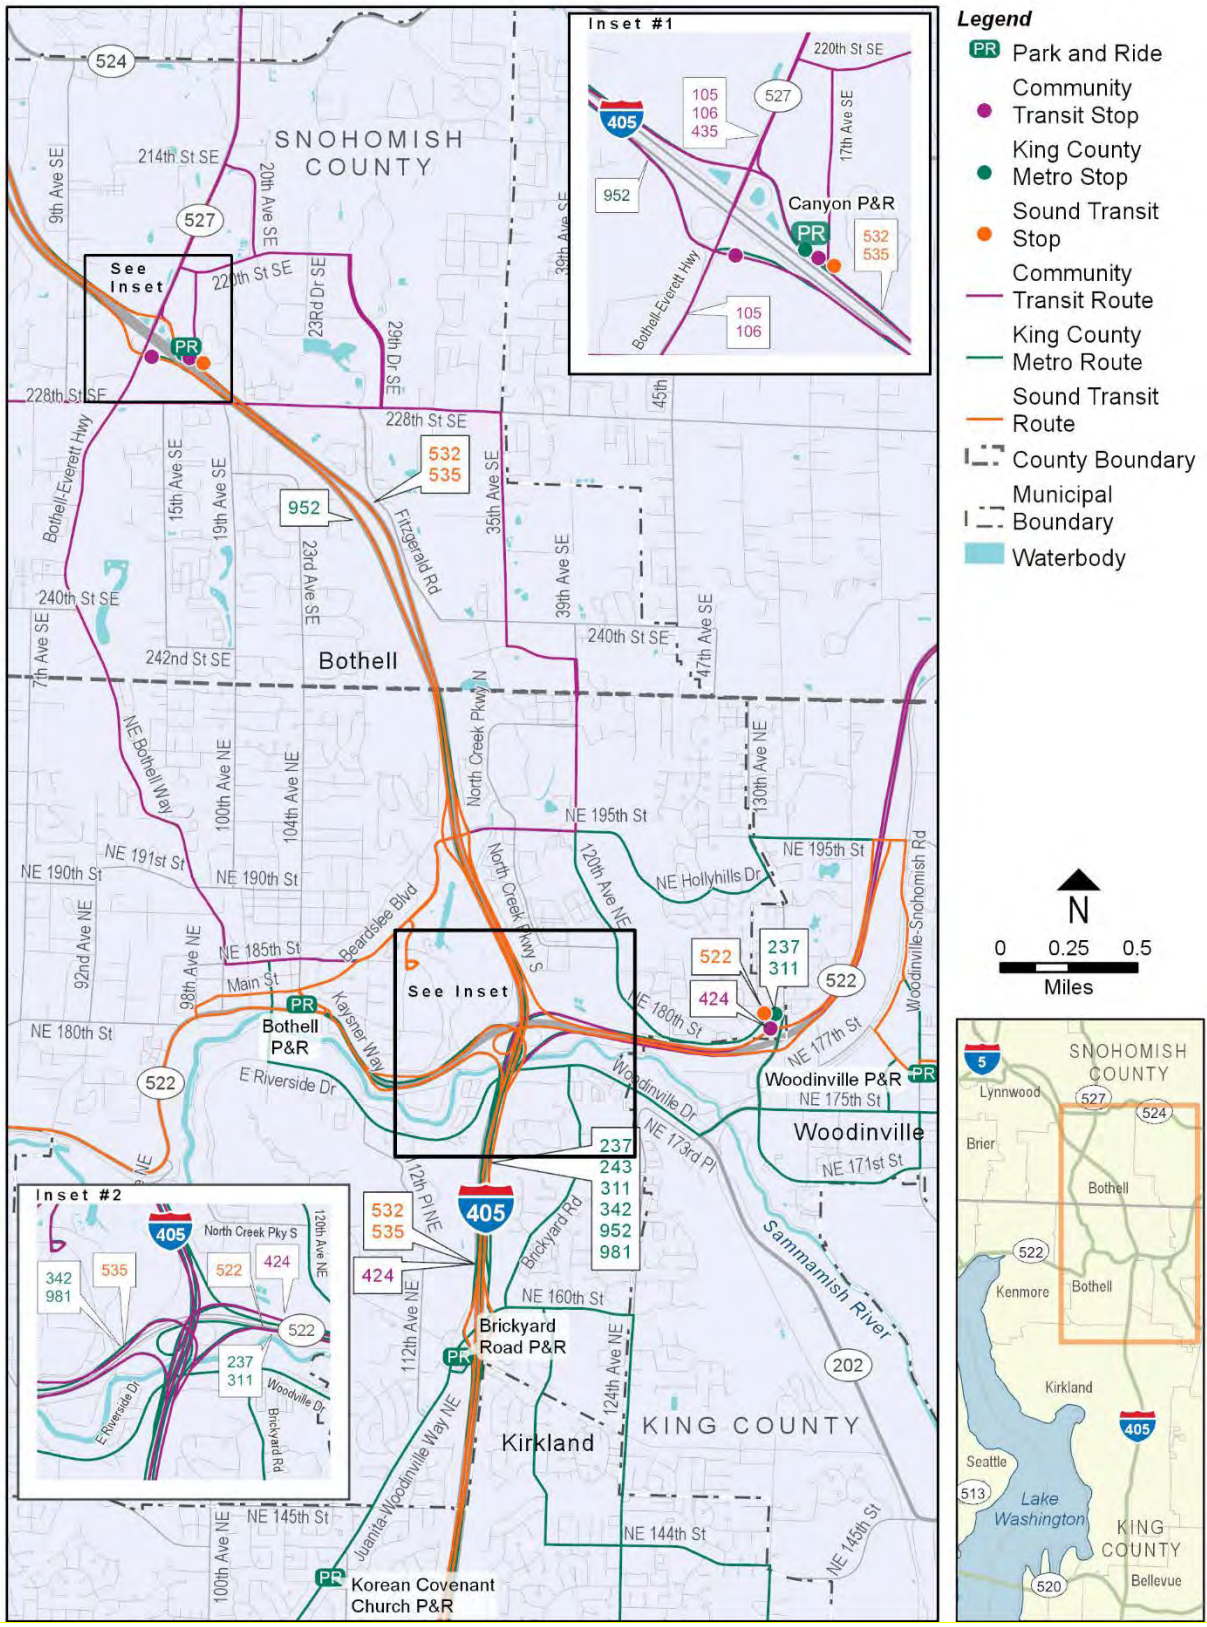 524
SNOHOMISH
COUNTY
9th Ave SE
214th St SE
20th Ave SE
527
220th St SE
23Rd Dr SE
29th Dr SE
39th Ave SE
See
Inset
PR
228th St SE
228th St SE
45th
Inset #1
220th St SE
527
105
106
435
17th Ave SE
405
952
Canyon P&R
PR
532
535
Bothell-Everett Hwy
105
106
Bothell-Everett Hwy
15th Ave SE
19th Ave SE
952
532
535
35th Ave SE
Fitzgerald Rd
23rd Ave SE
39th Ave SE
240th St SE
240th St SE
47th Ave SE
7th Ave SE
242nd St SE
Bothell
NE Bothell Way
100th Ave NE
104th Ave NE
North Creek Pkwy N
130th Ave NE
NE 195th St
NE 195th St
NE 191st St
NE 190th St
NE 190th St
North Creek Pkwy S
120th Ave NE
NE Hollyhills Dr
Woodinville-Snohomish Rd
92nd Ave NE
98th Ave NE
Beardslee Blvd
NE 185th St
Main St
522
237
311
424
522
See Inset
PR
Bothell
P&R
Kaysner Way
NE 180th St
NE 180th St
NE 177th St
522
E Riverside Dr
Woodinville Dr
Woodinville P&R
PR
NE 175th St
Woodinville
NE 173rd Pl
NE 171st St
237
243
311
342
952
981
112th Pl NE
532
535
405
424
Brickyard Rd
Sammamish River
NE 160th St
Brickyard
Road P&R
PR
112th Ave NE
124th Ave NE
202
Juanita-Woodinville Way NE
Kirkland
KING COUNTY
NE 145th St
NE 144th St
NE 145th St
100th Ave NE
PR
Korean Covenant
Church P&R
Inset #2
405
North Creek Pky S
120th Ave NE
342
981
535
522
424
522
237
311
E Riverside Dr
Woodville Dr
Brickyard Rd
Legend
PR Park and Ride
Community
Transit Stop
King County
Metro Stop
Sound Transit
Stop
Community
Transit Route
King County
Metro Route
Sound Transit
Route
County Boundary
Municipal
Boundary
Waterbody
N
0 0.25 0.5
Miles
5
SNOHOMISH
COUNTY
Lynnwood
527
524
Brier
Bothell
522
Kenmore
Bothell
Kirkland
405
Seattle
513
Lake
Washington
KING
COUNTY
520
Bellevue